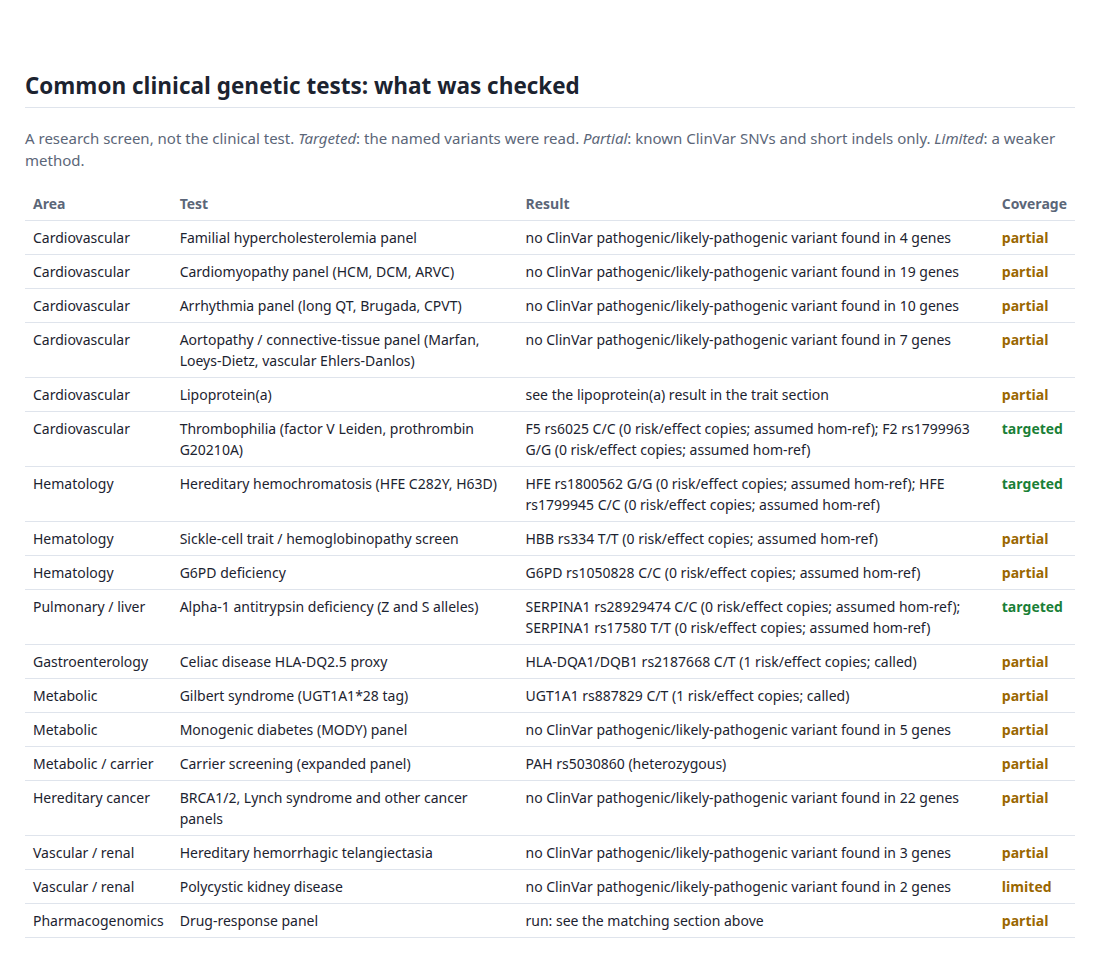 Common clinical genetic tests: what was checked
A research screen, not the clinical test. Targeted: the named variants were read. Partial: known ClinVar SNVs and short indels only. Limited: a weaker
method.
Area Test Result Coverage
Cardiovascular Familial hypercholesterolemia panel no ClinVar pathogenic/likely-pathogenic variant found in 4 genes partial
Cardiovascular Cardiomyopathy panel (HCM, DCM, ARVC) no ClinVar pathogenic/likely-pathogenic variant found in 19 genes partial
Cardiovascular Arrhythmia panel (long QT, Brugada, CPVT) no ClinVar pathogenic/likely-pathogenic variant found in 10 genes partial
Cardiovascular Aortopathy / connective-tissue panel (Marfan, no ClinVar pathogenic/likely-pathogenic variant found in 7 genes partial
Loeys-Dietz, vascular Ehlers-Danlos)
Cardiovascular Lipoprotein(a) see the lipoprotein(a) result in the trait section partial
Cardiovascular Thrombophilia (factor V Leiden, prothrombin F5 rs6025 C/C (0 risk/effect copies; assumed hom-ref); F2 rs1799963 targeted
G20210A) G/G (0 risk/effect copies; assumed hom-ref)
Hematology Hereditary hemochromatosis (HFE C282Y, H63D) HFE rs1800562 G/G (0 risk/effect copies; assumed hom-ref); HFE targeted
rs1799945 C/C (0 risk/effect copies; assumed hom-ref)
Hematology Sickle-cell trait / hemoglobinopathy screen HBB rs334 T/T (0 risk/effect copies; assumed hom-ref) partial
Hematology G6PD deficiency G6PD rs1050828 C/C (0 risk/effect copies; assumed hom-ref) partial
Pulmonary / liver Alpha-1 antitrypsin deficiency (Z and S alleles) SERPINA1 rs28929474 C/C (0 risk/effect copies; assumed hom-ref); targeted
SERPINA1 rs17580 T/T (0 risk/effect copies; assumed hom-ref)
Gastroenterology Celiac disease HLA-DQ2.5 proxy HLA-DQA1/DQB1 rs2187668 C/T (1 risk/effect copies; called) partial
Metabolic Gilbert syndrome (UGT1A1*28 tag) UGT1A1 rs887829 C/T (1 risk/effect copies; called) partial
Metabolic Monogenic diabetes (MODY) panel no ClinVar pathogenic/likely-pathogenic variant found in 5 genes partial
Metabolic / carrier Carrier screening (expanded panel) PAH rs5030860 (heterozygous) partial
Hereditary cancer BRCA1/2, Lynch syndrome and other cancer no ClinVar pathogenic/likely-pathogenic variant found in 22 genes partial
panels
Vascular / renal Hereditary hemorrhagic telangiectasia no ClinVar pathogenic/likely-pathogenic variant found in 3 genes partial
Vascular / renal Polycystic kidney disease no ClinVar pathogenic/likely-pathogenic variant found in 2 genes limited
Pharmacogenomics Drug-response panel run: see the matching section above partial